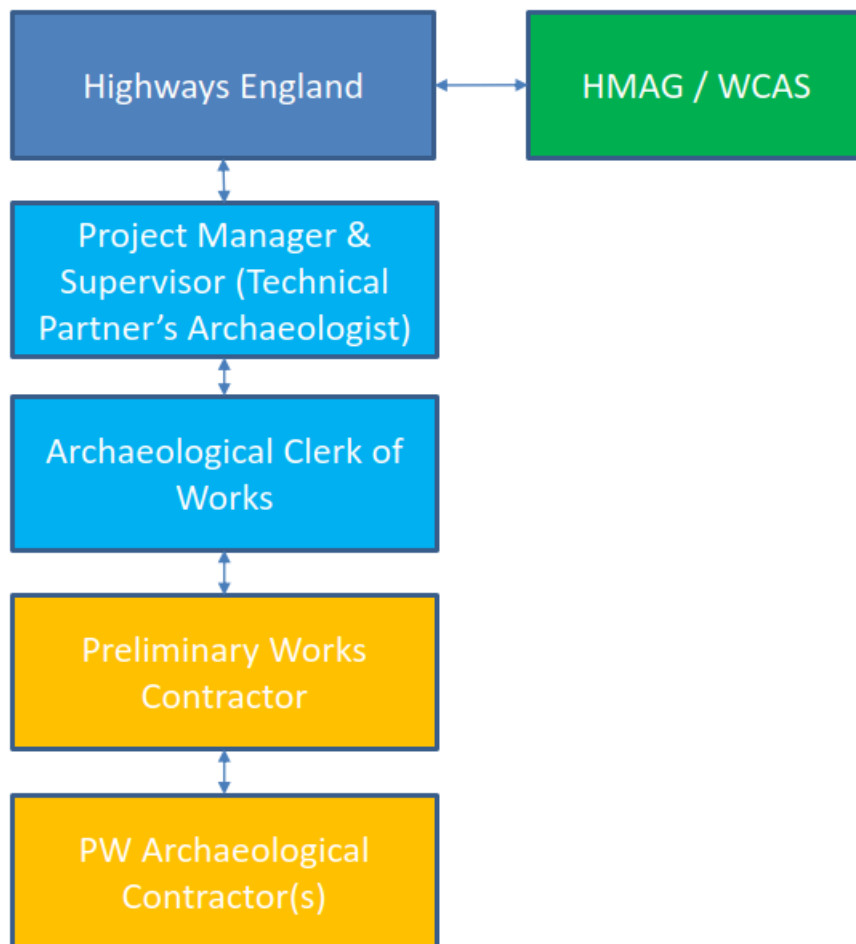 Highways England
HMAG / WCAS
Project Manager &
Supervisor (Technical
Partner’s Archaeologist)
Archaeological Clerk of
Works
Preliminary Works
Contractor
PW Archaeological
Contractor(s)